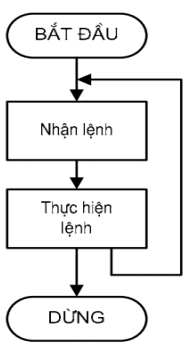 BẮT ĐẦU
Nhận lệnh
Thực hiện
lệnh
DỪNG